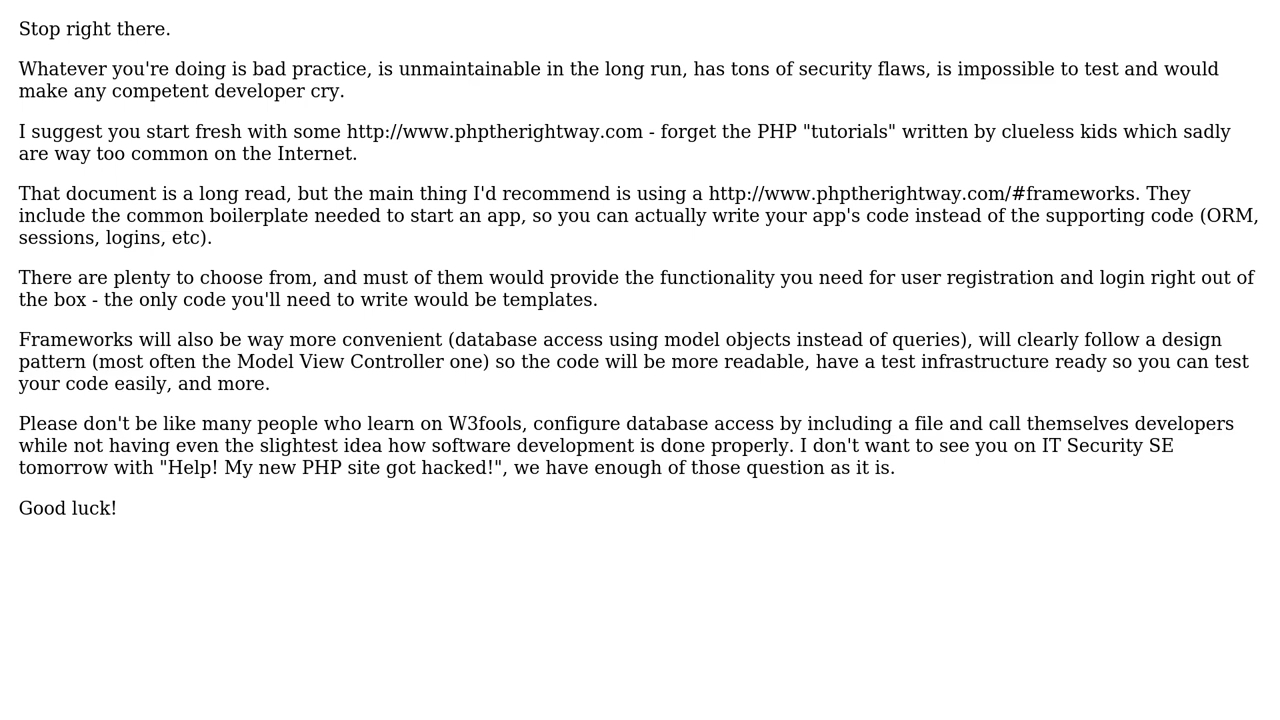 Stop right there.
Whatever you're doing is bad practice, is unmaintainable in the long run, has tons of security flaws, is impossible to test and would
make any competent developer cry.
I suggest you start fresh with some http://www.phptherightway.com - forget the PHP "tutorials" written by clueless kids which sadly
are way too common on the Internet.
That document is a long read, but the main thing I'd recommend is using a http://www.phptherightway.com/#frameworks. They
include the common boilerplate needed to start an app, so you can actually write your app's code instead of the supporting code (ORM,
sessions, logins, etc).
There are plenty to choose from, and must of them would provide the functionality you need for user registration and login right out of
the box - the only code you'll need to write would be templates.
Frameworks will also be way more convenient (database access using model objects instead of queries), will clearly follow a design
pattern (most often the Model View Controller one) so the code will be more readable, have a test infrastructure ready so you can test
your code easily, and more.
Please don't be like many people who learn on W3fools, configure database access by including a file and call themselves developers
while not having even the slightest idea how software development is done properly. I don't want to see you on IT Security SE
tomorrow with "Help! My new PHP site got hacked!", we have enough of those question as it is.
Good luck!